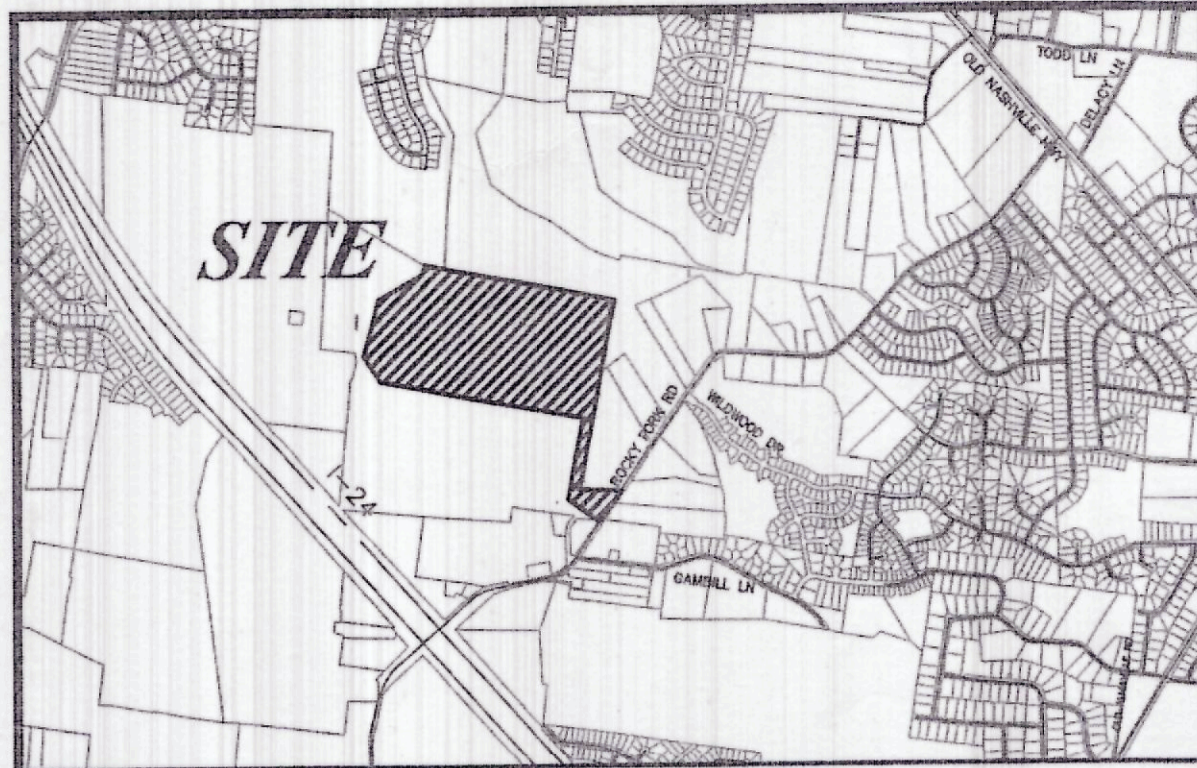 TODD LN
OLD NASHVILLE HWY
DELACY LN
SITE
ROCKY FORK RD
WILDWOOD DR
I-24
GAMBILL LN